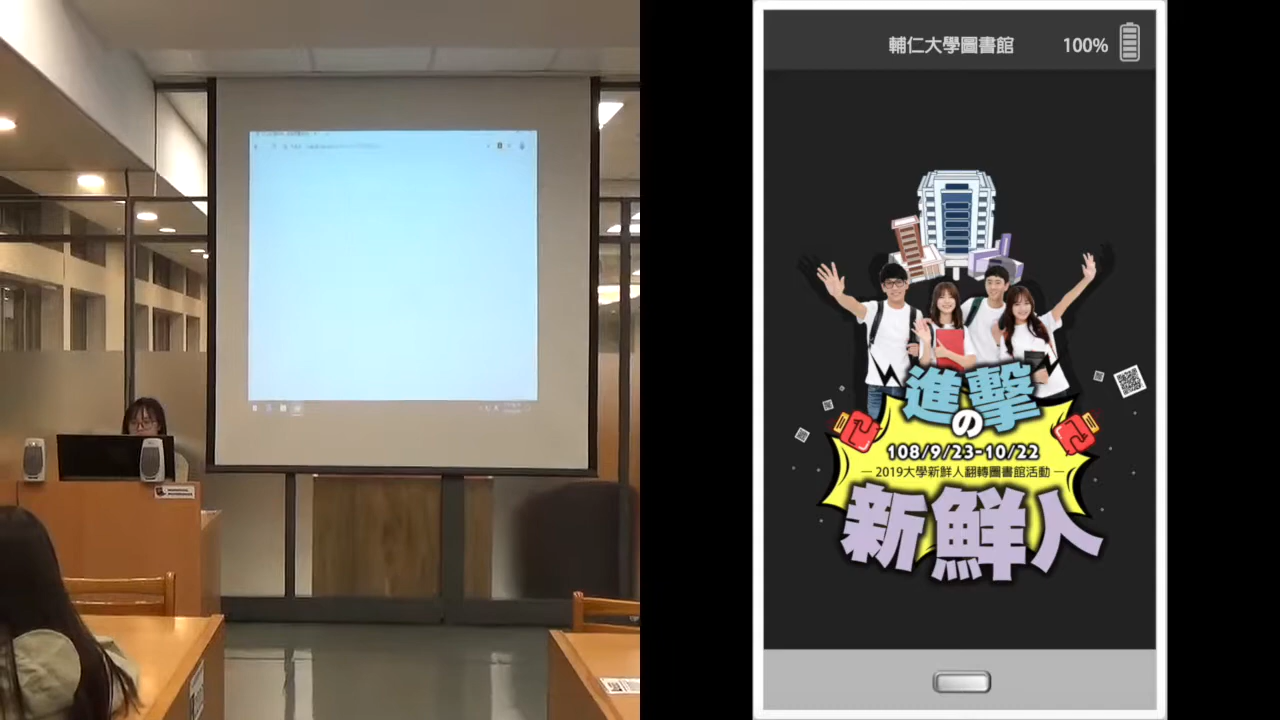 輔仁大學圖書館
100%
進の擊
108/9/23-10/22
2019大學新鮮人翻轉圖書館活動
新鮮人